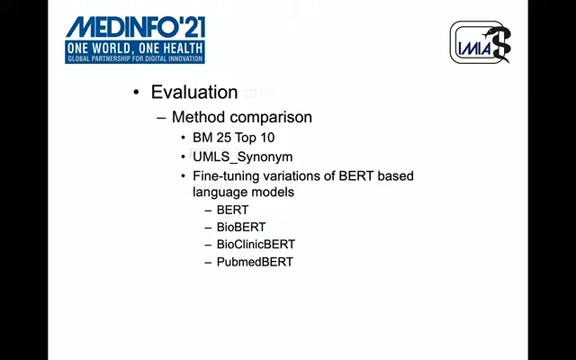 MEDINFO'21
ONE WORLD, ONE HEALTH
GLOBAL PARTNERSHIP FOR DIGITAL INNOVATION
IMIA
• Evaluation
– Method comparison
• BM 25 Top 10
• UMLS_Synonym
• Fine-tuning variations of BERT based
language models
– BERT
– BioBERT
– BioClinicBERT
– PubmedBERT